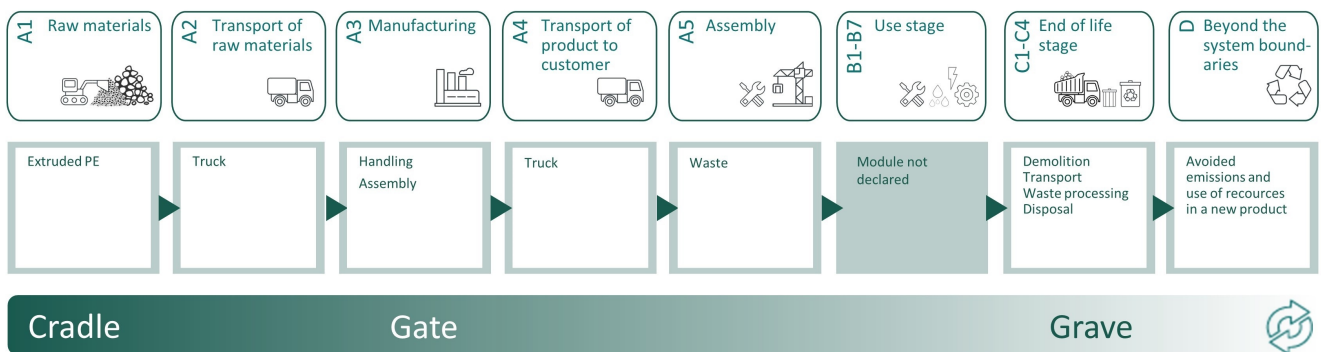 A1
Raw materials
A2
Transport of
raw materials
A3
Manufacturing
A4
Transport of
product to
customer
A5
Assembly
B1-B7
Use stage
C1-C4
End of life
stage
D
Beyond the
system bound-
aries
Extruded PE
Truck
Handling
Assembly
Truck
Waste
Module not
declared
Demolition
Transport
Waste processing
Disposal
Avoided
emissions and
use of recources
in a new product
Cradle
Gate
Grave